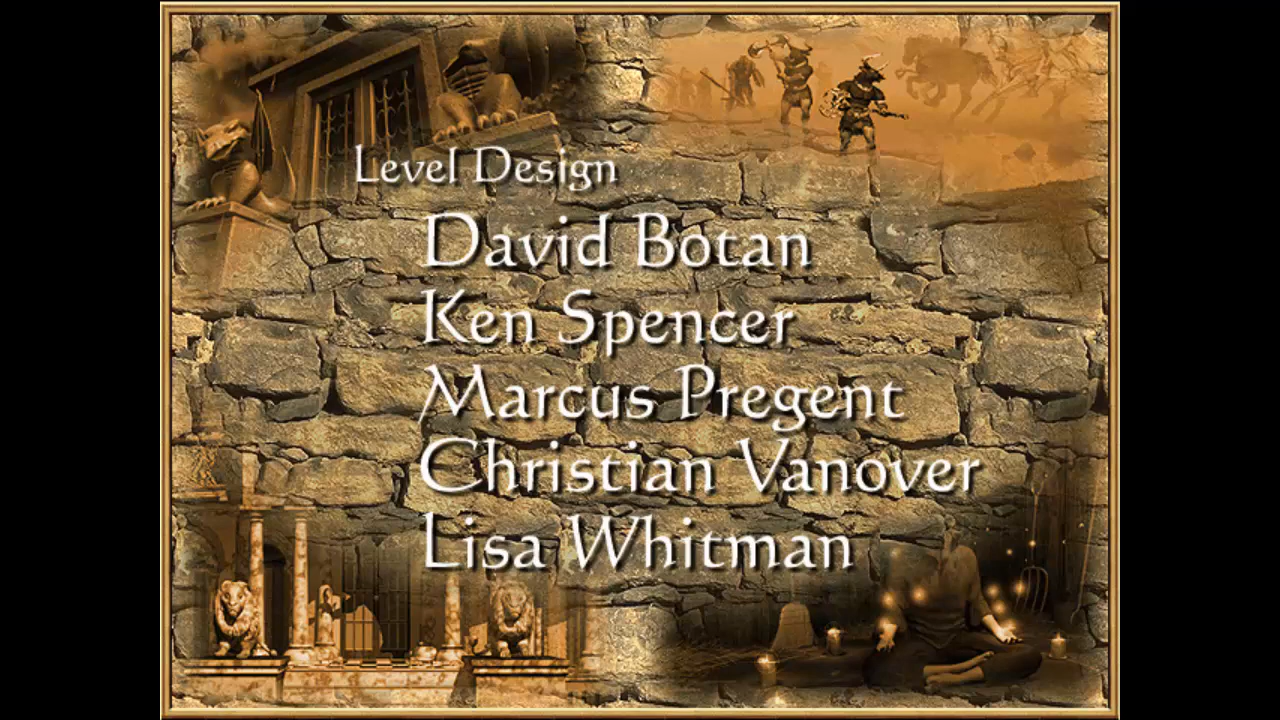 Level Design
David Botan
Ken Spencer
Marcus Pregent
Christian Vanover
Lisa Whitman